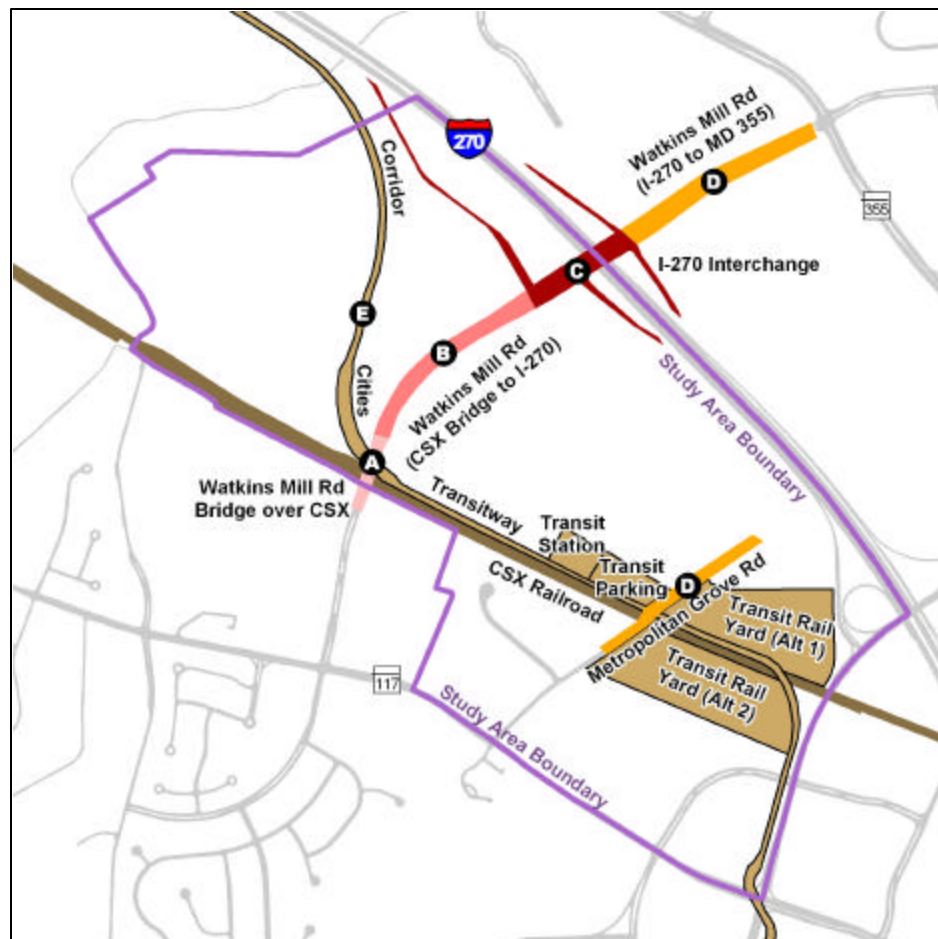 270
Watkins Mill Rd
(I-270 to MD 355)
D
355
Corridor
C
I-270 Interchange
E
B
Cities
Watkins Mill Rd
(CSX Bridge to I-270)
Study Area Boundary
A
Watkins Mill Rd
Bridge over CSX
Transitway
Transit
Station
Transit
Parking
CSX Railroad
D
Metropolitan Grove Rd
Transit Rail
Yard (Alt 1)
Transit Rail
Yard (Alt 2)
117
Study Area Boundary